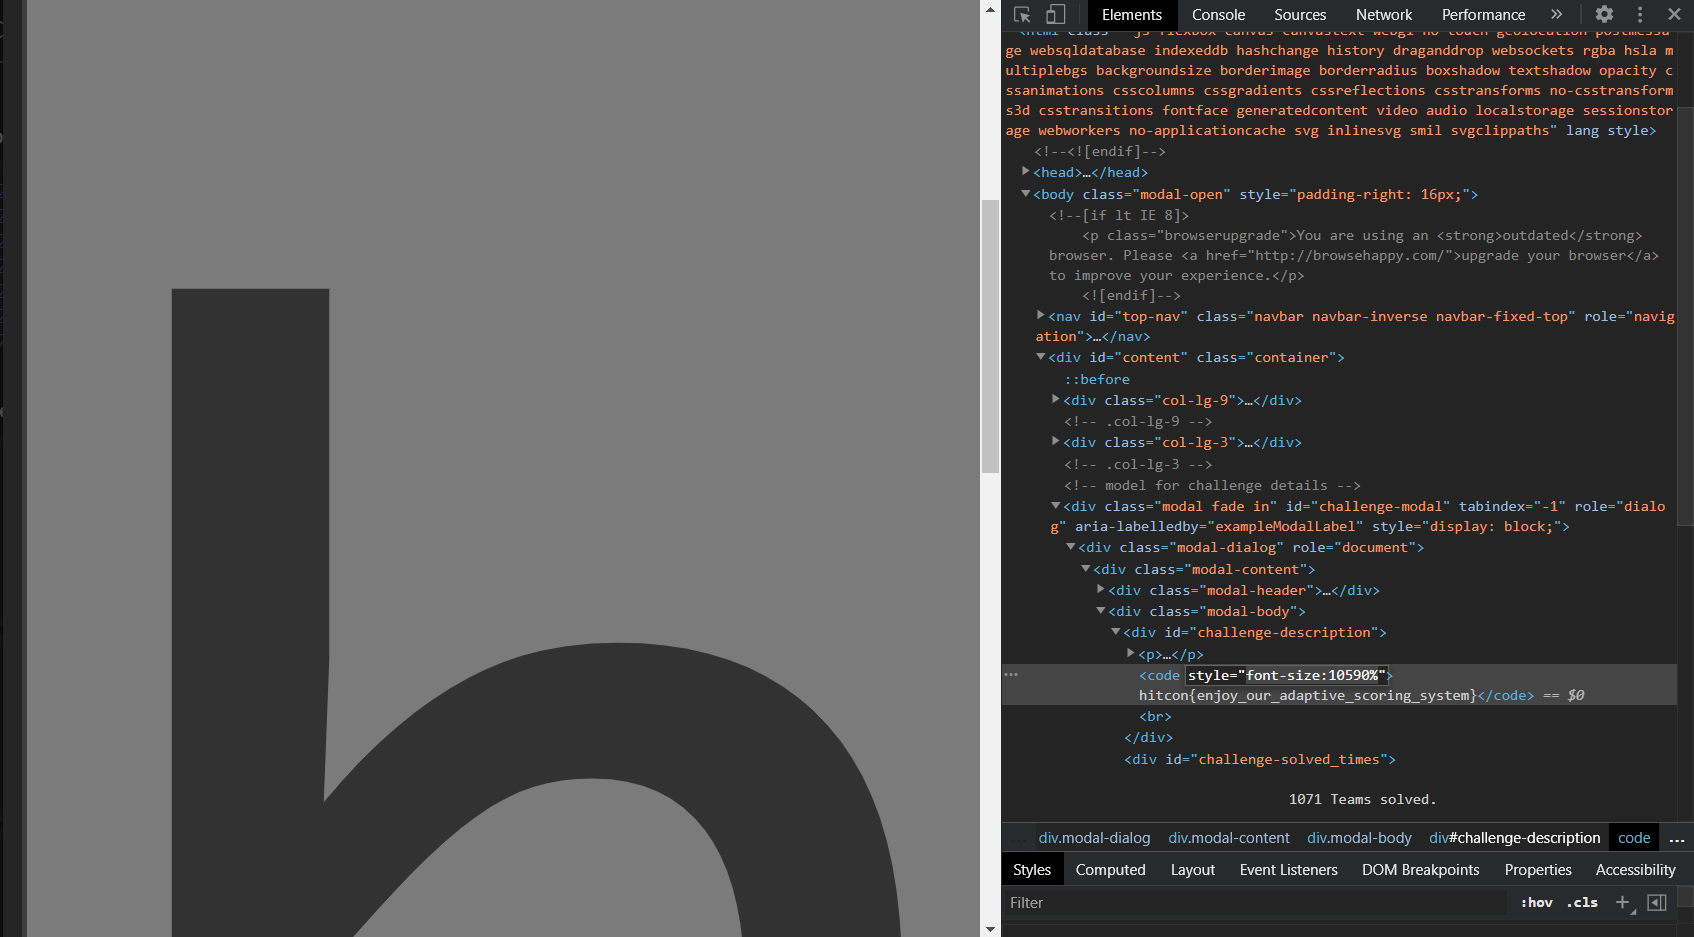 h
Elements Console Sources Network Performance
<html class=" js flexbox canvas canvastext webgl no-touch geolocation postmessa
ge websqldatabase indexeddb hashchange history draganddrop websockets rgba hsla m
ultiplebgs backgroundsize borderimage borderradius boxshadow textshadow opacity c
ssanimations csscolumns cssgradients cssreflections csstransforms no-csstransform
s3d csstransitions fontface generatedcontent video audio localstorage sessionstor
age webworkers no-applicationcache svg inlinesvg smil svgclippaths" lang style>
<!--<![endif]-->
<head>…</head>
<body class="modal-open" style="padding-right: 16px;">
<!--[if lt IE 8]>
<p class="browserupgrade">You are using an <strong>outdated</strong>
browser. Please <a href="http://browsehappy.com/">upgrade your browser</a>
to improve your experience.</p>
<![endif]-->
<nav id="top-nav" class="navbar navbar-inverse navbar-fixed-top" role="navig
ation">…</nav>
<div id="content" class="container">
::before
<div class="col-lg-9">…</div>
<!-- .col-lg-9 -->
<div class="col-lg-3">…</div>
<!-- .col-lg-3 -->
<!-- model for challenge details -->
<div class="modal fade in" id="challenge-modal" tabindex="-1" role="dialo
g" aria-labelledby="exampleModalLabel" style="display: block;">
<div class="modal-dialog" role="document">
<div class="modal-content">
<div class="modal-header">…</div>
<div class="modal-body">
<div id="challenge-description">
<p>…</p>
<code style="font-size:10590%">
hitcon{enjoy_our_adaptive_scoring_system}</code> == $0
<br>
</div>
<div id="challenge-solved_times">
1071 Teams solved.
... div.modal-dialog div.modal-content div.modal-body div#challenge-description code ...
Styles Computed Layout Event Listeners DOM Breakpoints Properties Accessibility
Filter :hov .cls